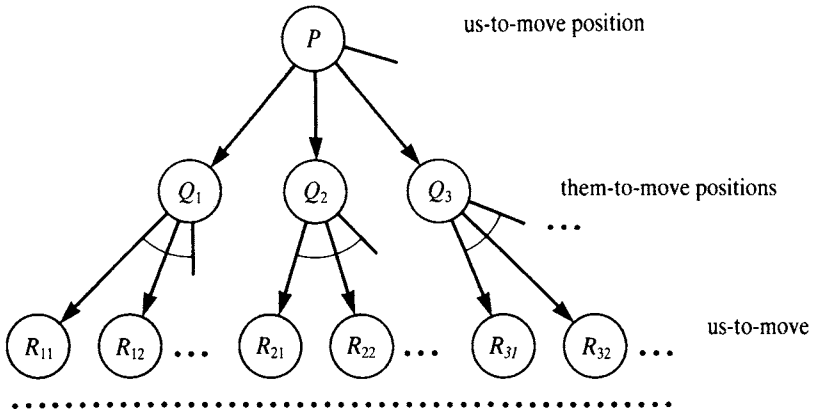 P
us-to-move position
Q₁ Q₂ Q₃ them-to-move positions
...
R₁₁ R₁₂ ... R₂₁ R₂₂ ... R₃₁ R₃₂ ... us-to-move